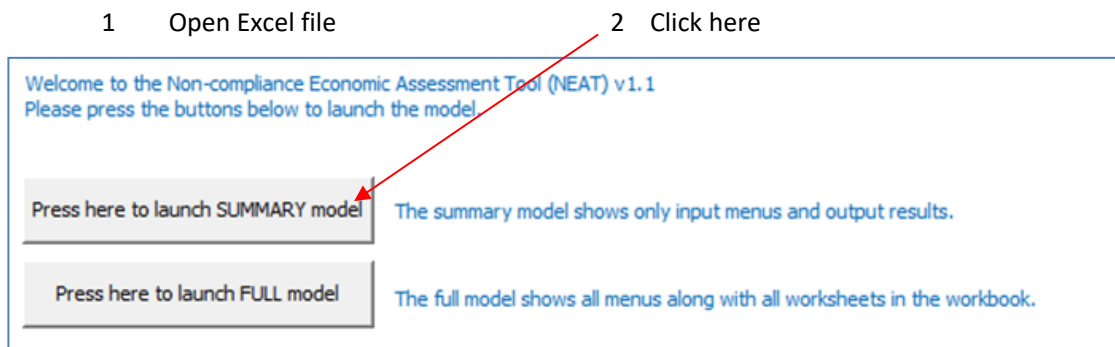 1 Open Excel file 2 Click here
Welcome to the Non-compliance Economic Assessment Tool (NEAT) v1.1
Please press the buttons below to launch the model.
Press here to launch SUMMARY model The summary model shows only input menus and output results.
Press here to launch FULL model The full model shows all menus along with all worksheets in the workbook.